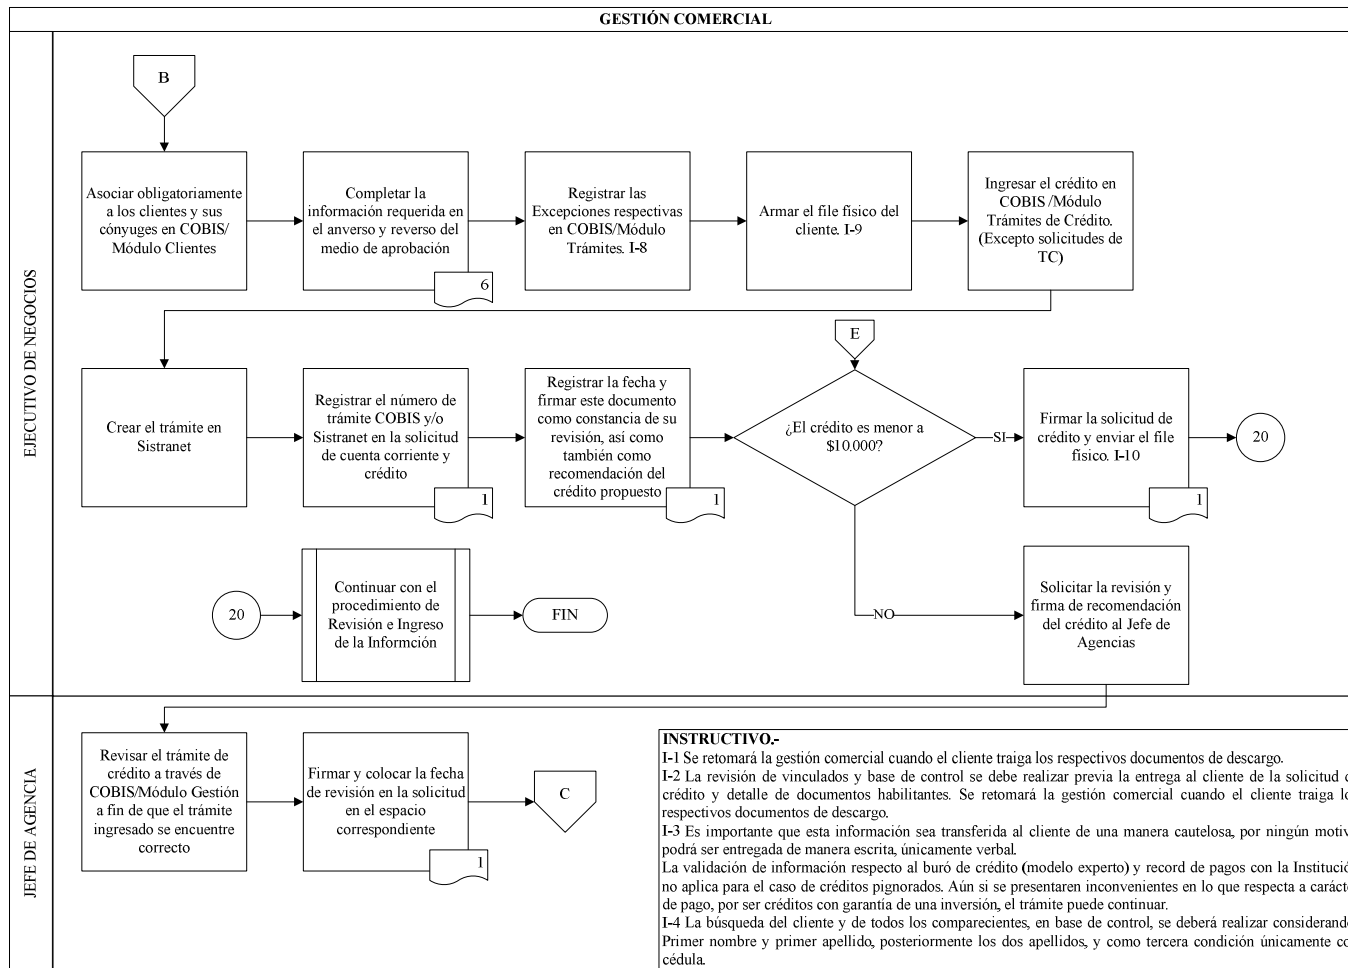 GESTIÓN COMERCIAL
EJECUTIVO DE NEGOCIOS
B
Asociar obligatoriamente
a los clientes y sus
cónyuges en COBIS/
Módulo Clientes
Completar la
información requerida en
el anverso y reverso del
medio de aprobación
6
Registrar las
Excepciones respectivas
en COBIS/Módulo
Trámites. I-8
Armar el file físico del
cliente. I-9
Ingresar el crédito en
COBIS /Módulo
Trámites de Crédito.
(Excepto solicitudes de
TC)
Crear el trámite en
Sistranet
Registrar el número de
trámite COBIS y/o
Sistranet en la solicitud
de cuenta corriente y
crédito
1
Registrar la fecha y
firmar este documento
como constancia de su
revisión, así como
también como
recomendación del
crédito propuesto
1
E
¿El crédito es menor a
$10.000?
SI
Firmar la solicitud de
crédito y enviar el file
físico. I-10
1
20
NO
Solicitar la revisión y
firma de recomendación
del crédito al Jefe de
Agencias
20
Continuar con el
procedimiento de
Revisión e Ingreso
de la Informción
FIN
JEFE DE AGENCIA
Revisar el trámite de
crédito a través de
COBIS/Módulo Gestión
a fin de que el trámite
ingresado se encuentre
correcto
Firmar y colocar la fecha
de revisión en la solicitud
en el espacio
correspondiente
1
C
INSTRUCTIVO.-
I-1 Se retomará la gestión comercial cuando el cliente traiga los respectivos documentos de descargo.
I-2 La revisión de vinculados y base de control se debe realizar previa la entrega al cliente de la solicitud
crédito y detalle de documentos habilitantes. Se retomará la gestión comercial cuando el cliente traiga
respectivos documentos de descargo.
I-3 Es importante que esta información sea transferida al cliente de una manera cautelosa, por ningún motiv
podrá ser entregada de manera escrita, únicamente verbal.
La validación de información respecto al buró de crédito (modelo experto) y record de pagos con la Institució
no aplica para el caso de créditos pignorados. Aún si se presentaren inconvenientes en lo que respecta a carácte
de pago, por ser créditos con garantía de una inversión, el trámite puede continuar.
I-4 La búsqueda del cliente y de todos los comparecientes, en base de control, se deberá realizar considerand
Primer nombre y primer apellido, posteriormente los dos apellidos, y como tercera condición únicamente co
cédula.